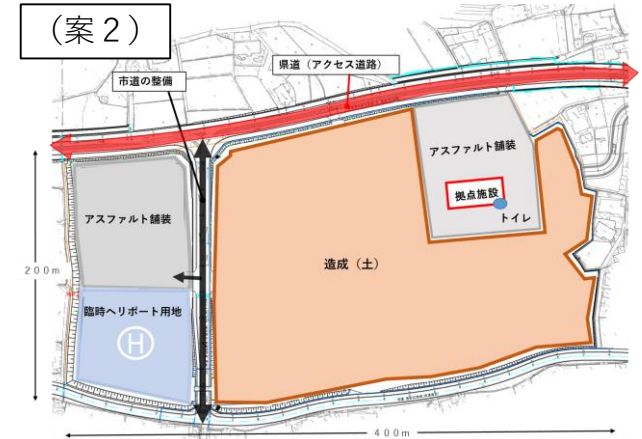 （案２）
県道（アクセス道路）
市道の整備
アスファルト舗装
アスファルト舗装
拠点施設
トイレ
造成（土）
200m
臨時ヘリポート用地
H
400m